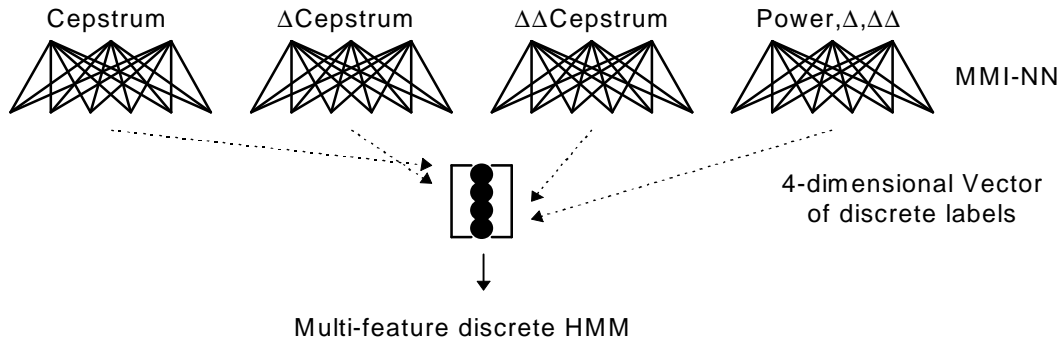 Cepstrum ΔCepstrum ΔΔCepstrum Power,Δ,ΔΔ
MMI-NN
4-dimensional Vector
of discrete labels
Multi-feature discrete HMM